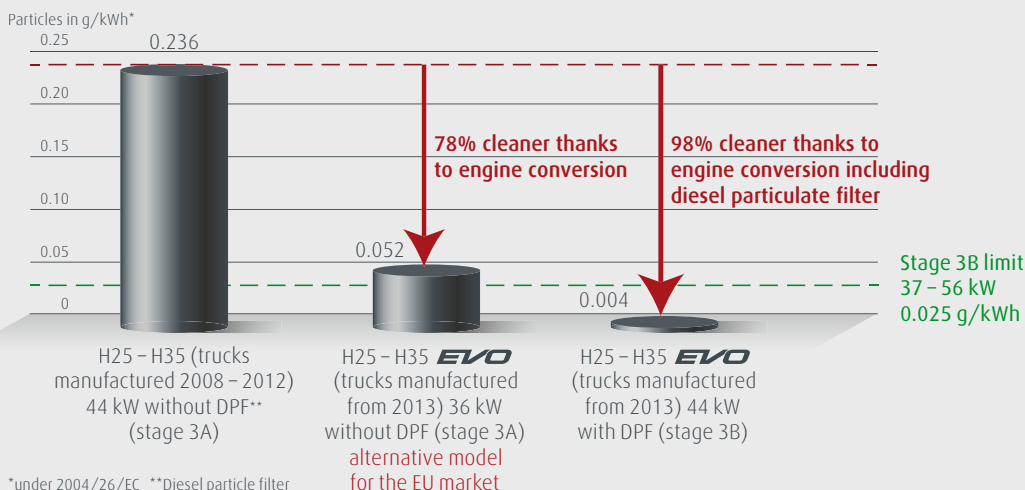 Particles in g/kWh*
0.25
0.236
0.20
0.15
78% cleaner thanks
to engine conversion
98% cleaner thanks to
engine conversion including
diesel particulate filter
0.10
0.05
0.052
0.004
0
Stage 3B limit
37 – 56 kW
0.025 g/kWh
H25 – H35 (trucks
manufactured 2008 – 2012)
44 kW without DPF**
(stage 3A)
H25 – H35 EVO
(trucks manufactured
from 2013) 36 kW
without DPF (stage 3A)
alternative model
for the EU market
H25 – H35 EVO
(trucks manufactured
from 2013) 44 kW
with DPF (stage 3B)
*under 2004/26/EC **Diesel particle filter